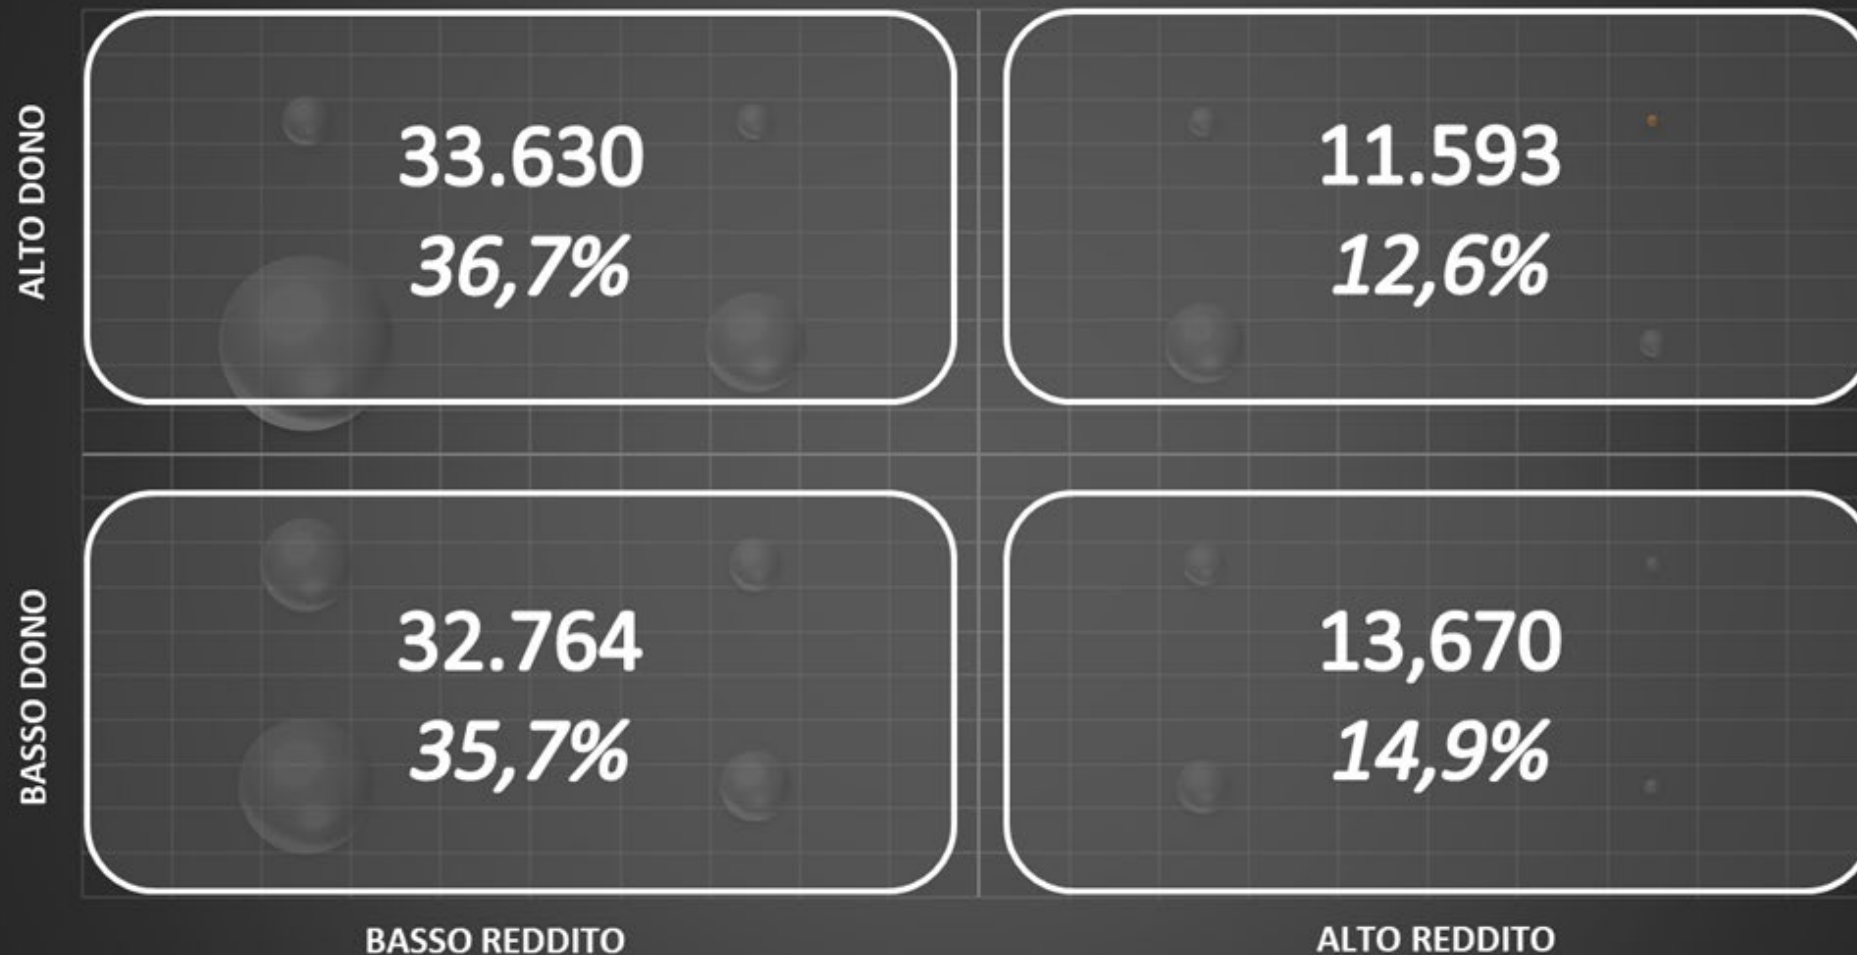 ALTO DONO
33.630
36,7%
11.593
12,6%
BASSO DONO
32.764
35,7%
13,670
14,9%
BASSO REDDITO
ALTO REDDITO